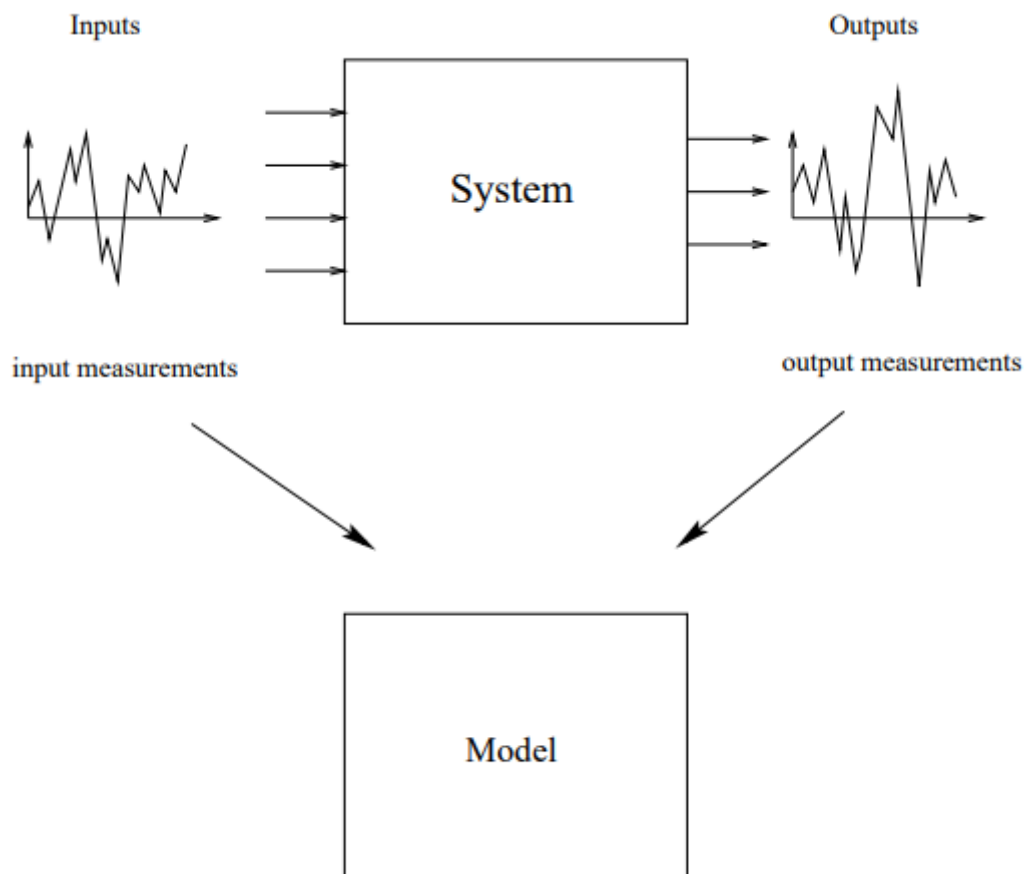 Inputs
Outputs
System
input measurements
output measurements
Model